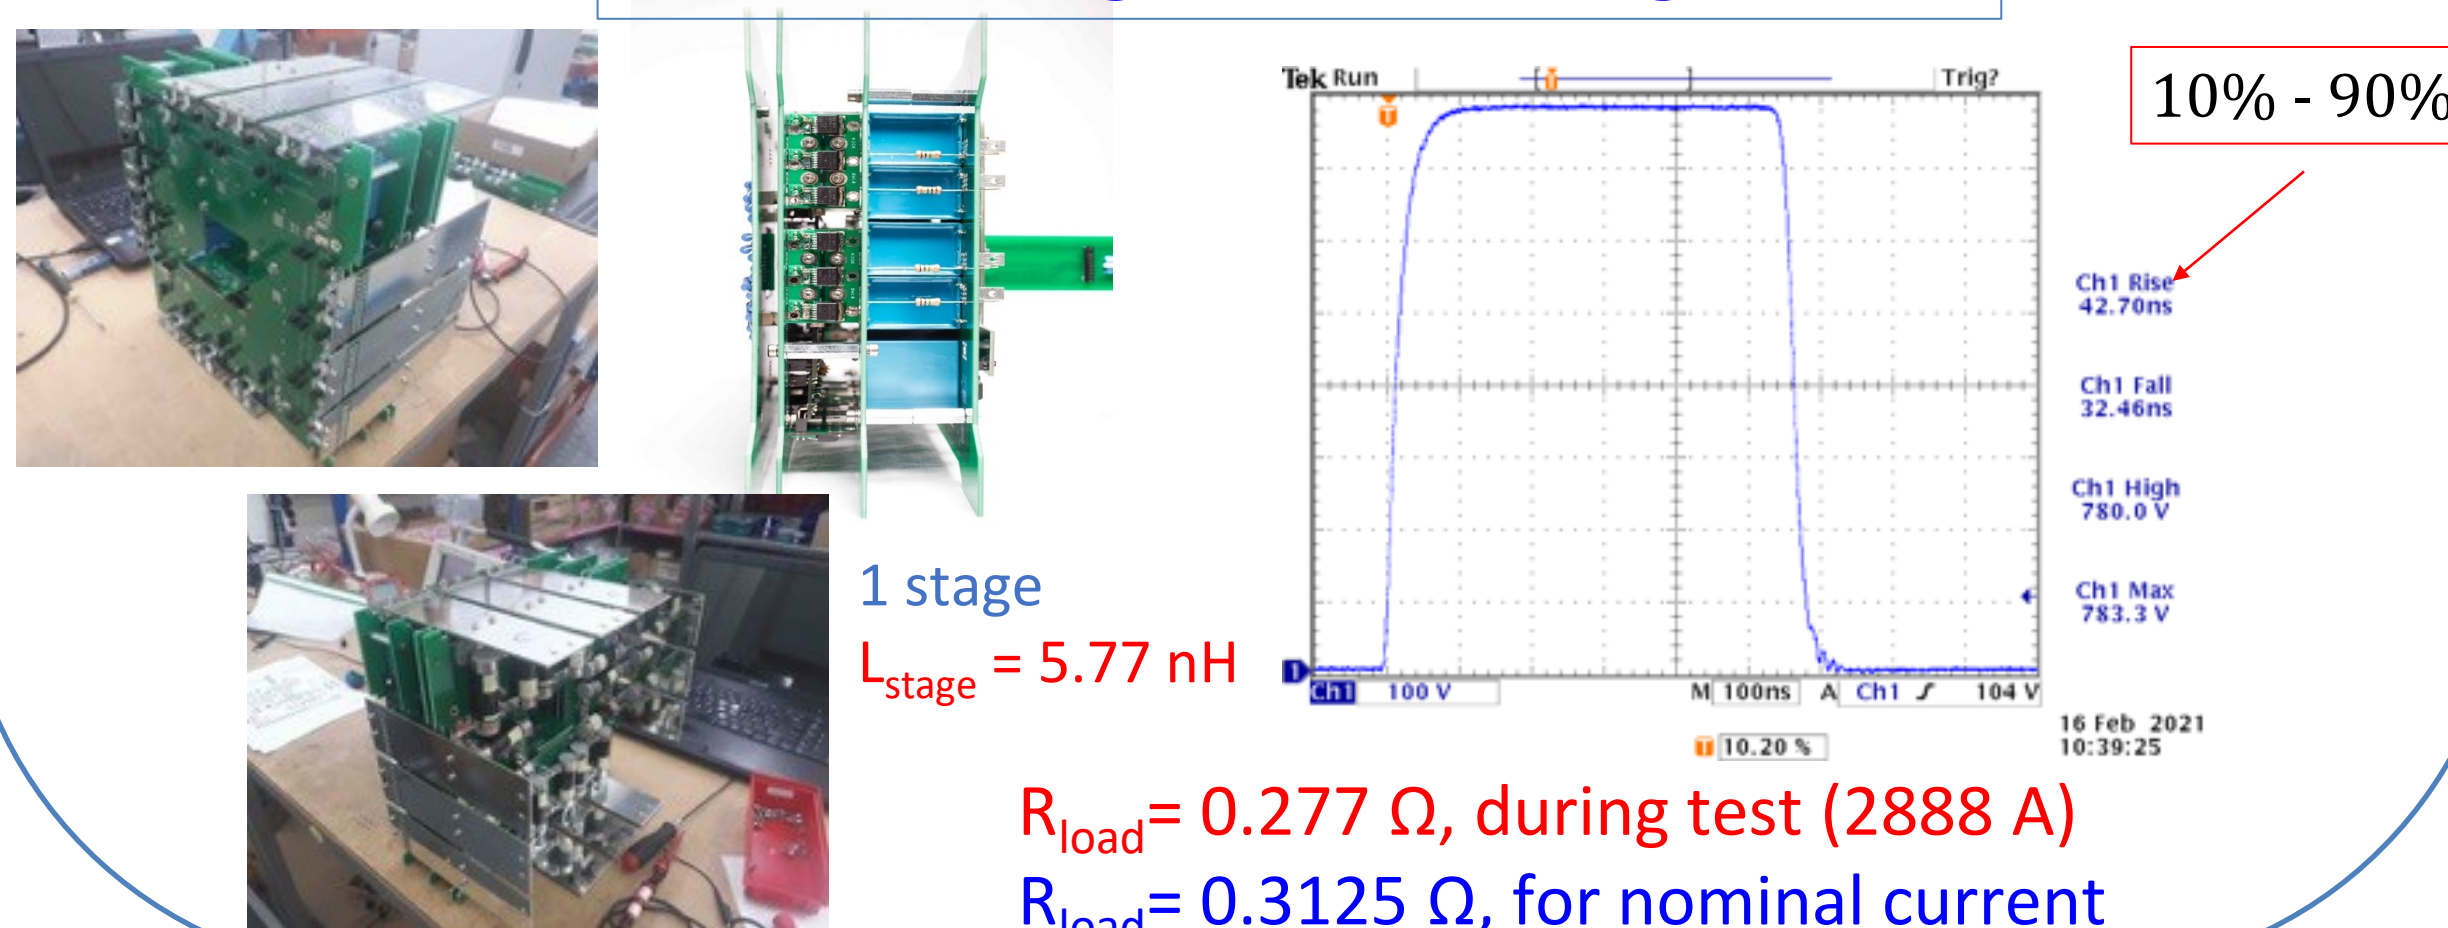 Tek Run
Trig?
10% - 90%
Ch1 Rise
42.70ns
Ch1 Fall
32.46ns
Ch1 High
780.0 V
Ch1 Max
783.3 V
1 stage
Lstage = 5.77 nH
1
Ch1 100 V M 100ns A Ch1 104 V
10.20 %
16 Feb 2021
10:39:25
Rload= 0.277 Ω, during test (2888 A)
Rload= 0.3125 Ω, for nominal current